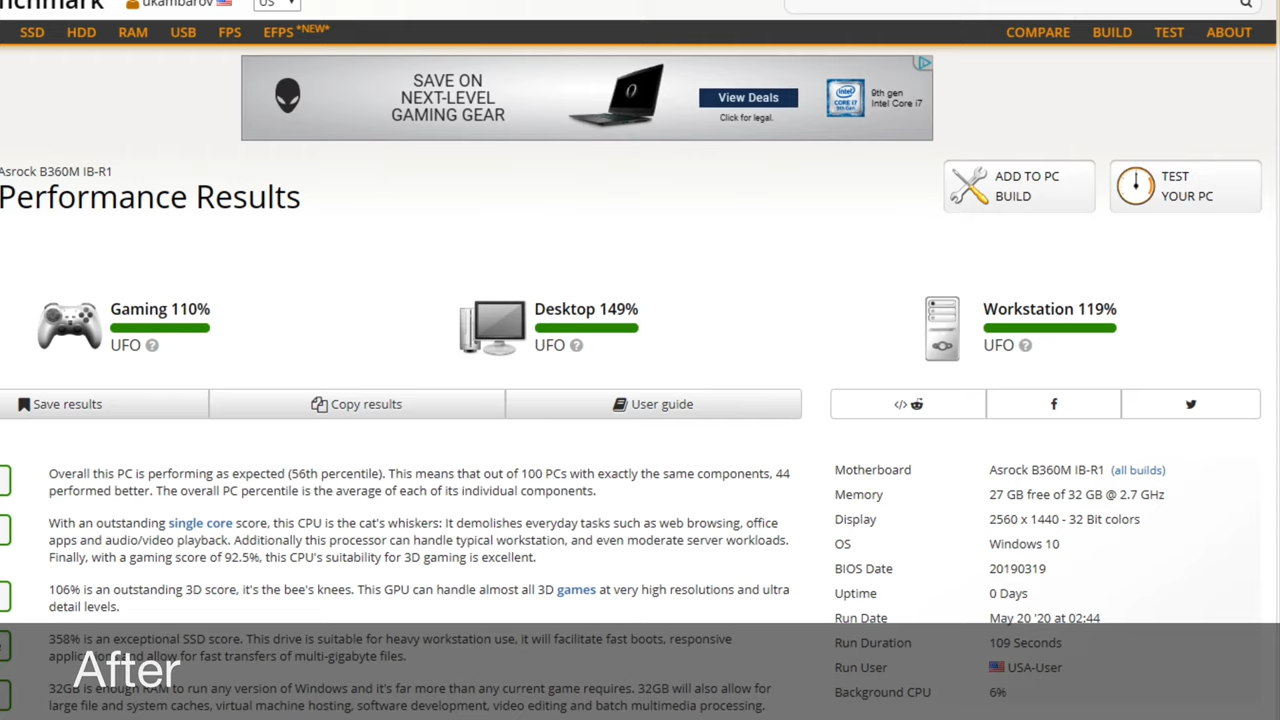 ukambarov US
SSD HDD RAM USB FPS EFPS *NEW* COMPARE BUILD TEST ABOUT
SAVE ON
NEXT-LEVEL
GAMING GEAR
View Deals
Click for legal.
intel CORE i7 9th Gen
9th gen
Intel Core i7
Asrock B360M IB-R1
Performance Results
ADD TO PC
BUILD
TEST
YOUR PC
Gaming 110%
UFO
Desktop 149%
UFO
Workstation 119%
UFO
Save results Copy results User guide
Overall this PC is performing as expected (56th percentile). This means that out of 100 PCs with exactly the same components, 44
performed better. The overall PC percentile is the average of each of its individual components.
With an outstanding single core score, this CPU is the cat's whiskers: It demolishes everyday tasks such as web browsing, office
apps and audio/video playback. Additionally this processor can handle typical workstation, and even moderate server workloads.
Finally, with a gaming score of 92.5%, this CPU's suitability for 3D gaming is excellent.
106% is an outstanding 3D score, it's the bee's knees. This GPU can handle almost all 3D games at very high resolutions and ultra
detail levels.
358% is an exceptional SSD score. This drive is suitable for heavy workstation use, it will facilitate fast boots, responsive
and allow for fast transfers of multi-gigabyte files.
32GB is enough RAM to run any version of Windows and it's far more than any current game requires. 32GB will also allow for
large file and system caches, virtual machine hosting, software development, video editing and batch multimedia processing.
Motherboard Asrock B360M IB-R1 (all builds)
Memory 27 GB free of 32 GB @ 2.7 GHz
Display 2560 x 1440 - 32 Bit colors
OS Windows 10
BIOS Date 20190319
Uptime 0 Days
Run Date May 20 '20 at 02:44
Run Duration 109 Seconds
Run User USA-User
Background CPU 6%
After